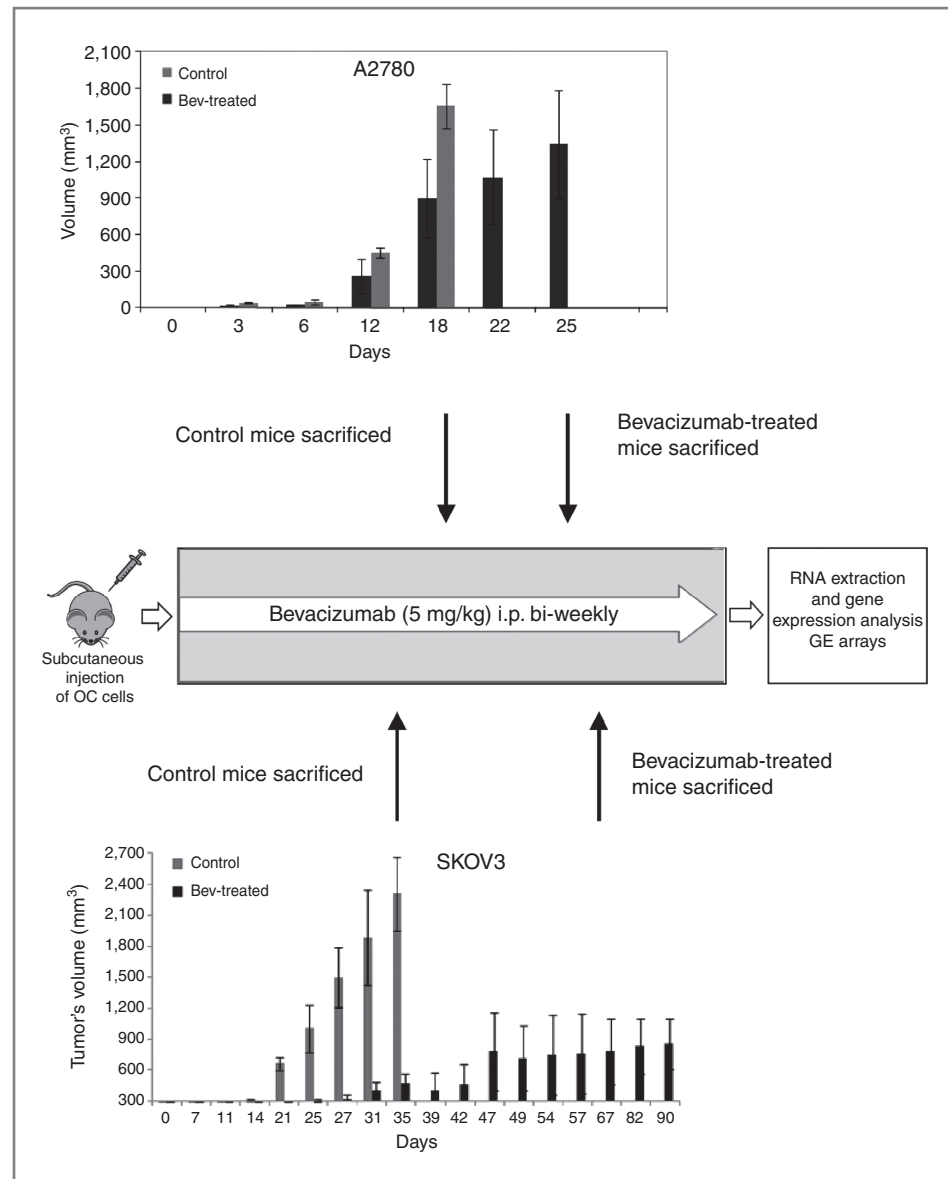 2,100
1,800
1,500
1,200
900
600
300
0
Volume (mm³)
Control
Bev-treated
A2780
0 3 6 12 18 22 25
Days
Control mice sacrificed
Bevacizumab-treated
mice sacrificed
Subcutaneous
injection
of OC cells
Bevacizumab (5 mg/kg) i.p. bi-weekly
RNA extraction
and gene
expression analysis
GE arrays
Control mice sacrificed
Bevacizumab-treated
mice sacrificed
2,700
2,400
2,100
1,800
1,500
1,200
900
600
300
Tumor's volume (mm³)
Control
Bev-treated
SKOV3
0 7 11 14 21 25 27 31 35 39 42 47 49 54 57 67 82 90
Days